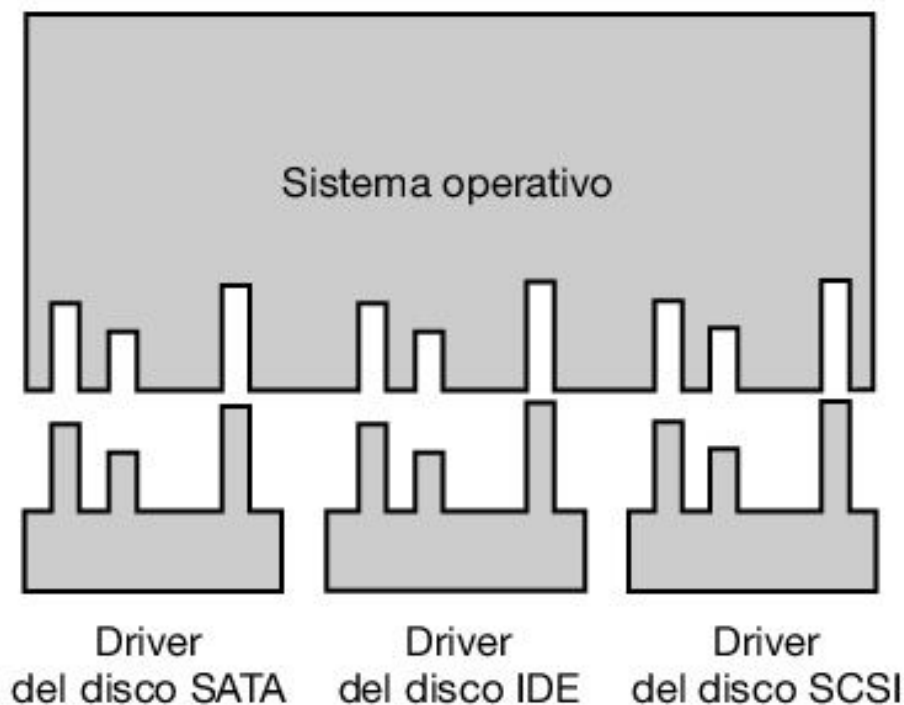 Sistema operativo
Driver
del disco SATA
Driver
del disco IDE
Driver
del disco SCSI